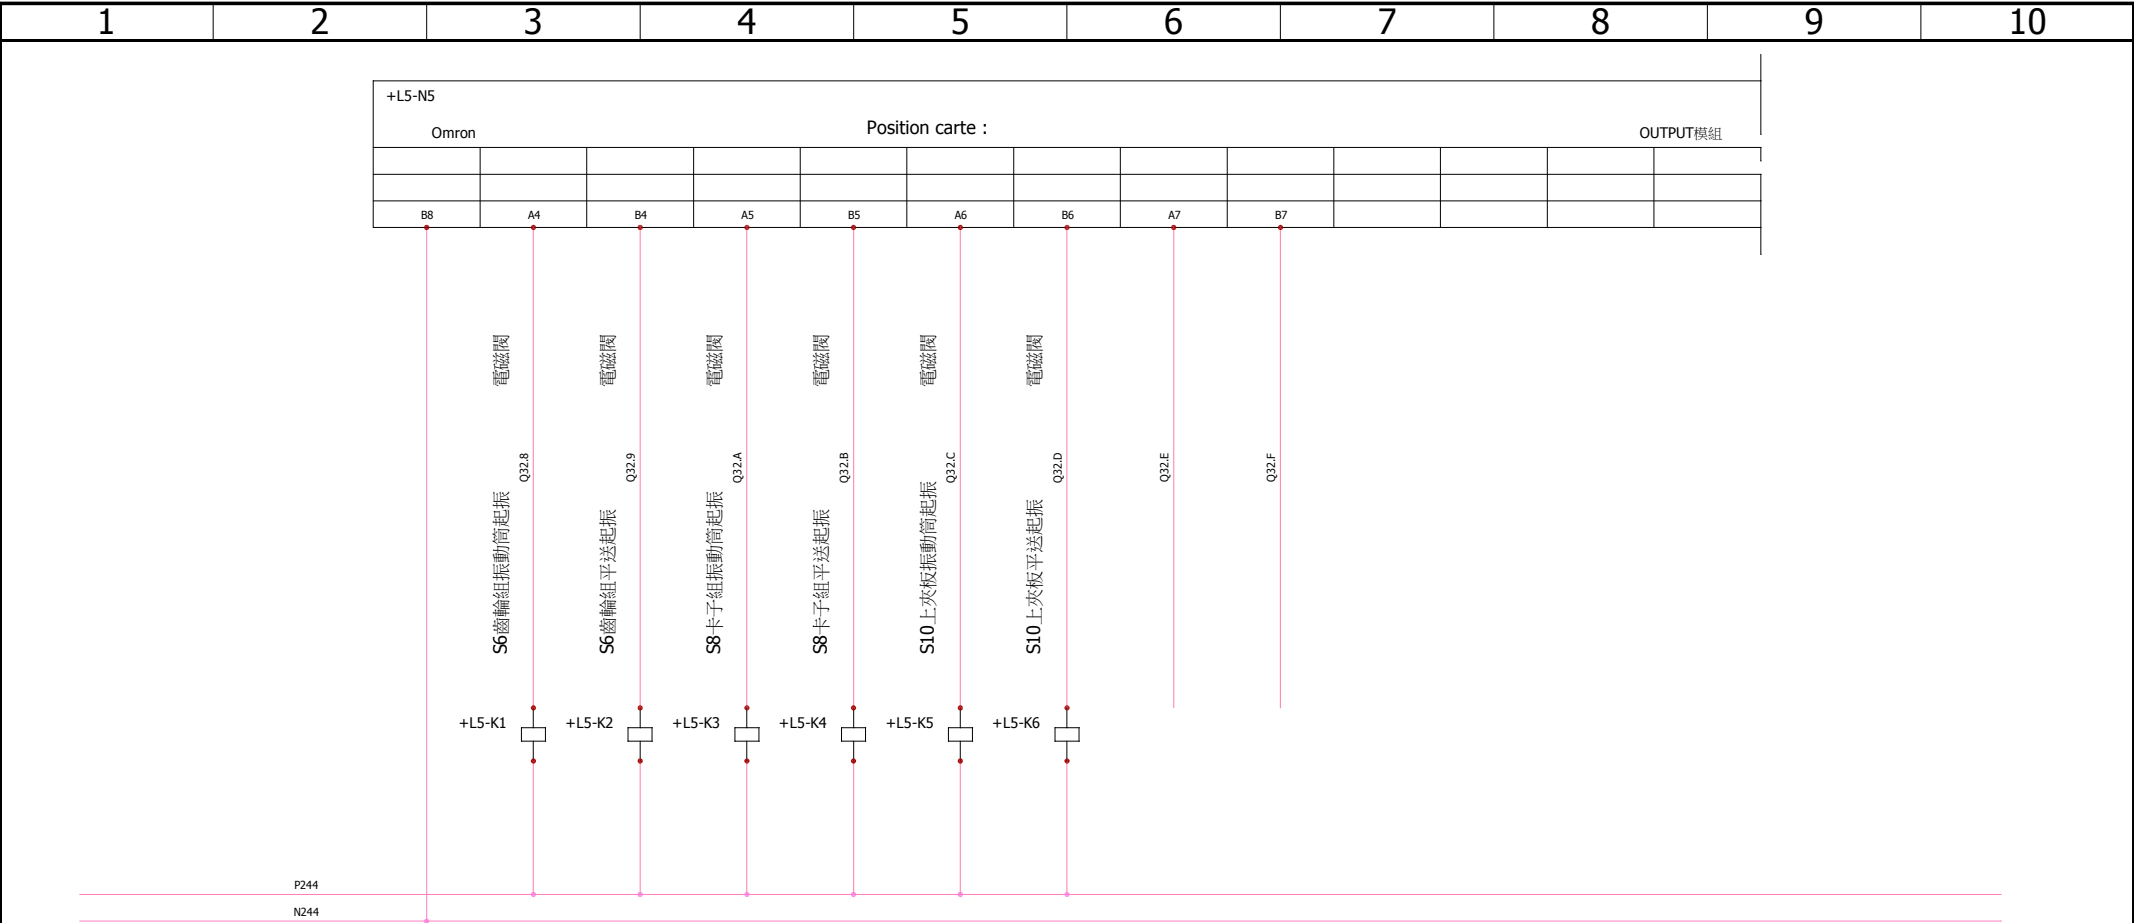 1 2 3 4 5 6 7 8 9 10
+L5-N5
Omron Position carte : OUTPUT模組
B8 A4 B4 A5 B5 A6 B6 A7 B7
電磁閥 電磁閥 電磁閥 電磁閥 電磁閥 電磁閥
Q32.8 Q32.9 Q32.A Q32.B Q32.C Q32.D Q32.E Q32.F
S6齒輪組振動筒起振
S6齒輪組平送起振
S8卡子組振動筒起振
S8卡子組平送起振
S10上夾板振動筒起振
S10上夾板平送起振
+L5-K1 +L5-K2 +L5-K3 +L5-K4 +L5-K5 +L5-K6
P244
N244